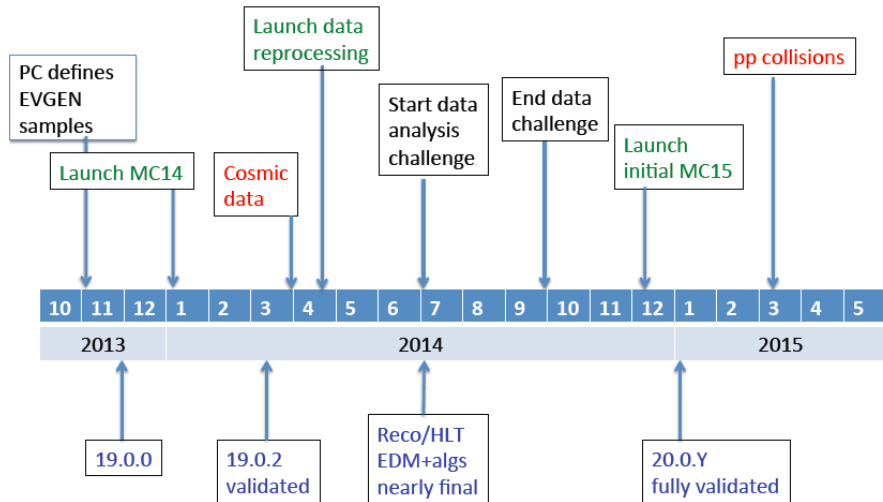 Launch data
reprocessing
PC defines
EVGEN
samples
pp collisions
Start data
analysis
challenge
End data
challenge
Launch MC14
Cosmic
data
Launch
initial MC15
10 11 12 1 2 3 4 5 6 7 8 9 10 11 12 1 2 3 4 5
2013 2014 2015
19.0.0
19.0.2
validated
Reco/HLT
EDM+algs
nearly final
20.0.Y
fully validated